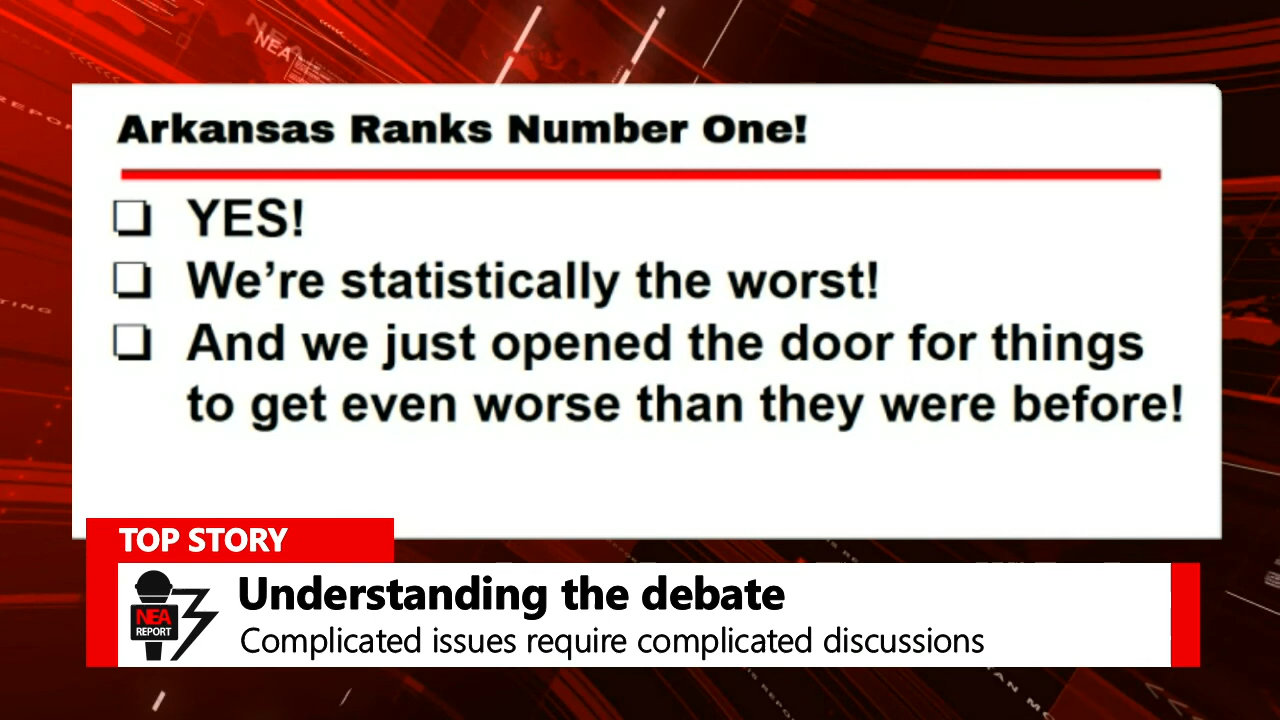 NEA
NEA
Arkansas Ranks Number One!
YES!
We're statistically the worst!
And we just opened the door for things
to get even worse than they were before!
TOP STORY
NEA
REPORT
Understanding the debate
Complicated issues require complicated discussions